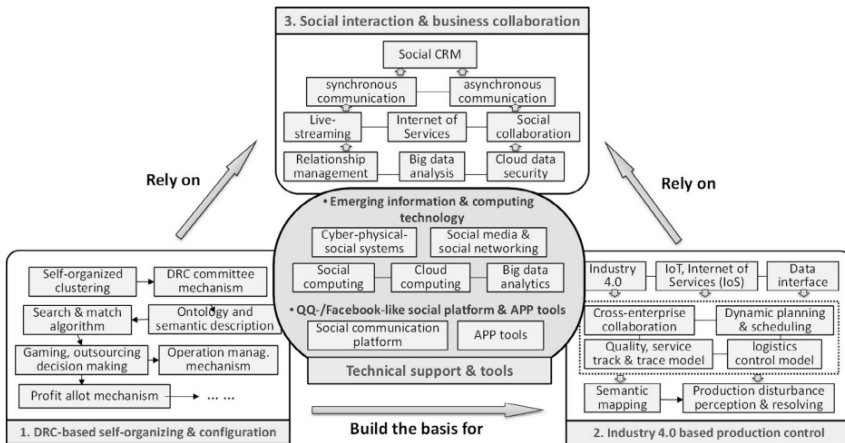 3. Social interaction & business collaboration
Social CRM
synchronous communication
asynchronous communication
Live-streaming
Internet of Services
Social collaboration
Relationship management
Big data analysis
Cloud data security
Rely on
Rely on
• Emerging information & computing technology
Cyber-physical-social systems
Social media & social networking
Social computing
Cloud computing
Big data analytics
• QQ-/Facebook-like social platform & APP tools
Social communication platform
APP tools
Technical support & tools
Self-organized clustering
DRC committee mechanism
Search & match algorithm
Ontology and semantic description
Gaming, outsourcing decision making
Operation manag. mechanism
Profit allot mechanism
... ...
1. DRC-based self-organizing & configuration
Build the basis for
Industry 4.0
IoT, Internet of Services (IoS)
Data interface
Cross-enterprise collaboration
Dynamic planning & scheduling
Quality, service track & trace model
logistics control model
Semantic mapping
Production disturbance perception & resolving
2. Industry 4.0 based production control